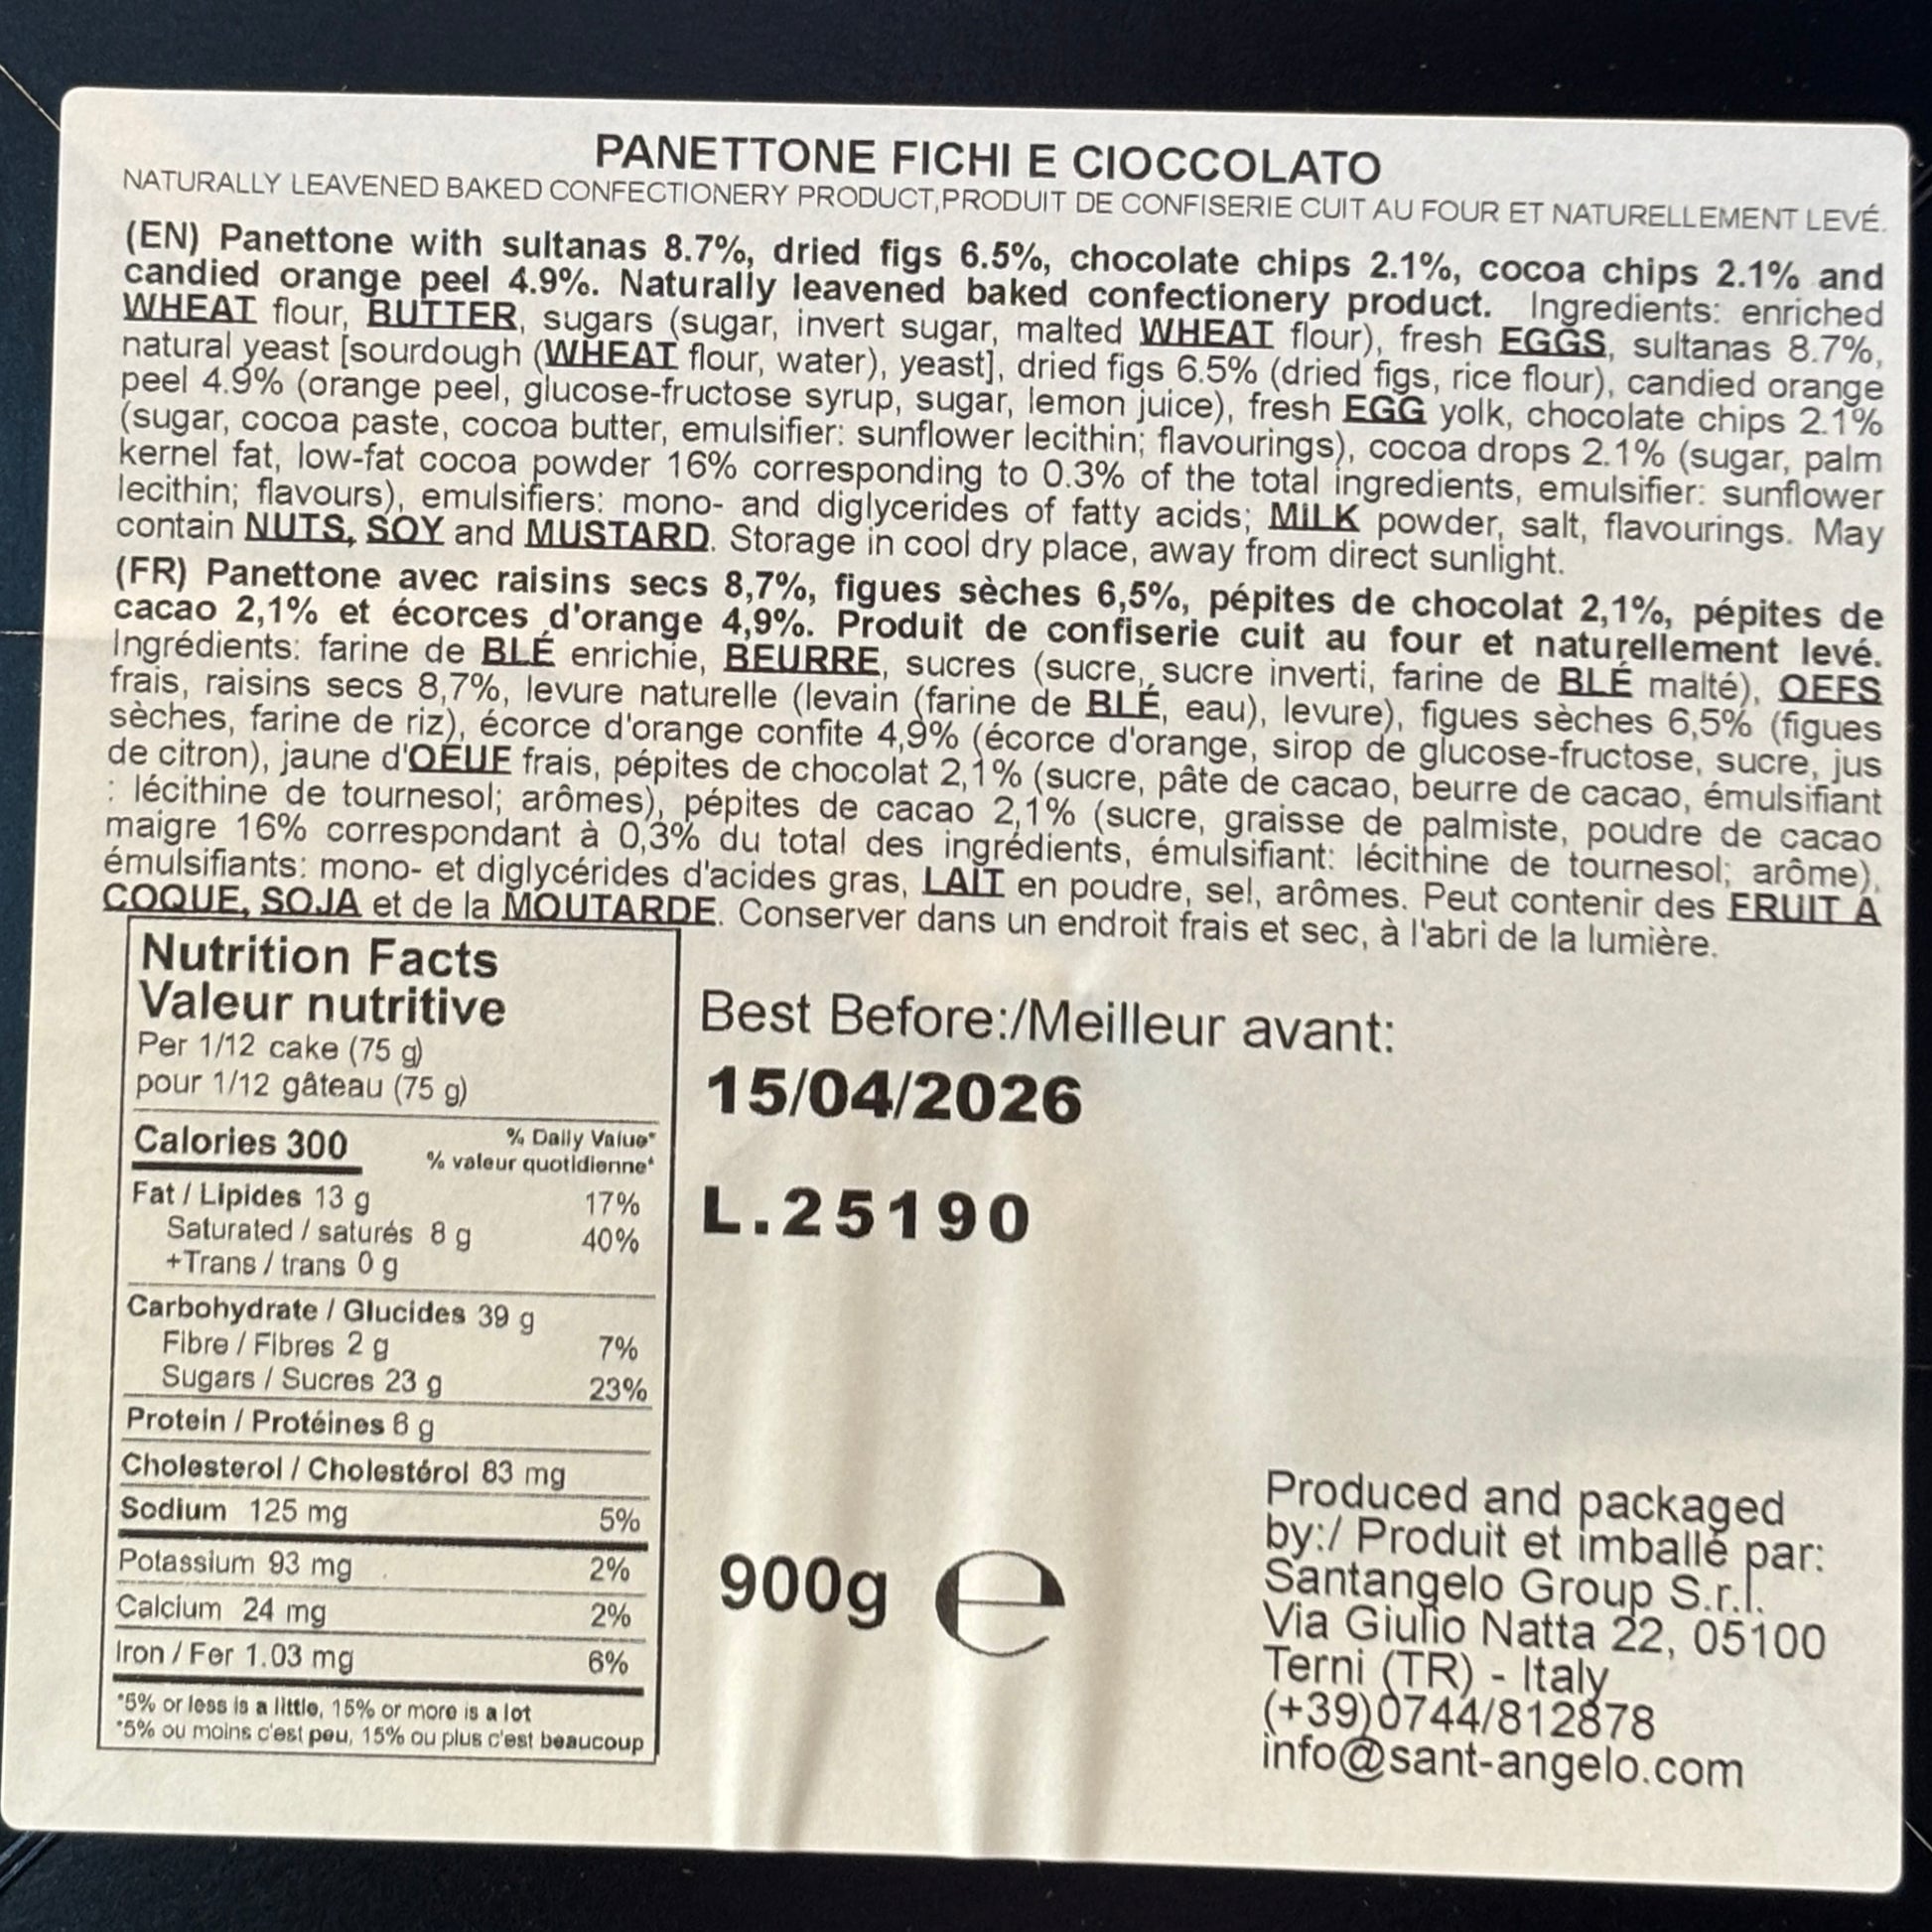 PANETTONE FICHI E CIOCCOLATO
NATURALLY LEAVENED BAKED CONFECTIONERY PRODUCT,PRODUIT DE CONFISERIE CUIT AU FOUR ET NATURELLEMENT LEVÉ.
(EN) Panettone with sultanas 8.7%, dried figs 6.5%, chocolate chips 2.1%, cocoa chips 2.1% and
candied orange peel 4.9%. Naturally leavened baked confectionery product. Ingredients: enriched
WHEAT flour, BUTTER, sugars (sugar, invert sugar, malted WHEAT flour), fresh EGGS, sultanas 8.7%,
natural yeast [sourdough (WHEAT flour, water), yeast], dried figs 6.5% (dried figs, rice flour), candied orange
peel 4.9% (orange peel, glucose-fructose syrup, sugar, lemon juice), fresh EGG yolk, chocolate chips 2.1%
(sugar, cocoa paste, cocoa butter, emulsifier: sunflower lecithin; flavourings), cocoa drops 2.1% (sugar, palm
kernel fat, low-fat cocoa powder 16% corresponding to 0.3% of the total ingredients, emulsifier: sunflower
lecithin; flavours), emulsifiers: mono- and diglycerides of fatty acids; MILK powder, salt, flavourings. May
contain NUTS, SOY and MUSTARD. Storage in cool dry place, away from direct sunlight.
(FR) Panettone avec raisins secs 8,7%, figues sèches 6,5%, pépites de chocolat 2,1%, pépites de
cacao 2,1% et écorces d'orange 4,9%. Produit de confiserie cuit au four et naturellement levé.
Ingrédients: farine de BLÉ enrichie, BEURRE, sucres (sucre, sucre inverti, farine de BLÉ malté), OEFS
frais, raisins secs 8,7%, levure naturelle (levain (farine de BLÉ, eau), levure), figues sèches 6,5% (figues
sèches, farine de riz), écorce d'orange confite 4,9% (écorce d'orange, sirop de glucose-fructose, sucre, jus
de citron), jaune d'OEUF frais, pépites de chocolat 2,1% (sucre, pâte de cacao, beurre de cacao, émulsifiant
: lécithine de tournesol; arômes), pépites de cacao 2,1% (sucre, graisse de palmiste, poudre de cacao
maigre 16% correspondant à 0,3% du total des ingrédients, émulsifiant: lécithine de tournesol; arôme),
émulsifiants: mono- et diglycérides d'acides gras, LAIT en poudre, sel, arômes. Peut contenir des FRUIT A
COQUE, SOJA et de la MOUTARDE. Conserver dans un endroit frais et sec, à l'abri de la lumière.
Nutrition Facts
Valeur nutritive
Per 1/12 cake (75 g)
pour 1/12 gâteau (75 g)
Calories 300
% Daily Value*
% valeur quotidienne*
Fat / Lipides 13 g 17%
Saturated / saturés 8 g 40%
+Trans / trans 0 g
Carbohydrate / Glucides 39 g
Fibre / Fibres 2 g 7%
Sugars / Sucres 23 g 23%
Protein / Protéines 6 g
Cholesterol / Cholestérol 83 mg
Sodium 125 mg 5%
Potassium 93 mg 2%
Calcium 24 mg 2%
Iron / Fer 1.03 mg 6%
*5% or less is a little, 15% or more is a lot
*5% ou moins c'est peu, 15% ou plus c'est beaucoup
Best Before:/Meilleur avant:
15/04/2026
L.25190
900g e
Produced and packaged
by:/ Produit et imballé par:
Santangelo Group S.r.l.
Via Giulio Natta 22, 05100
Terni (TR) - Italy
(+39)0744/812878
info@sant-angelo.com